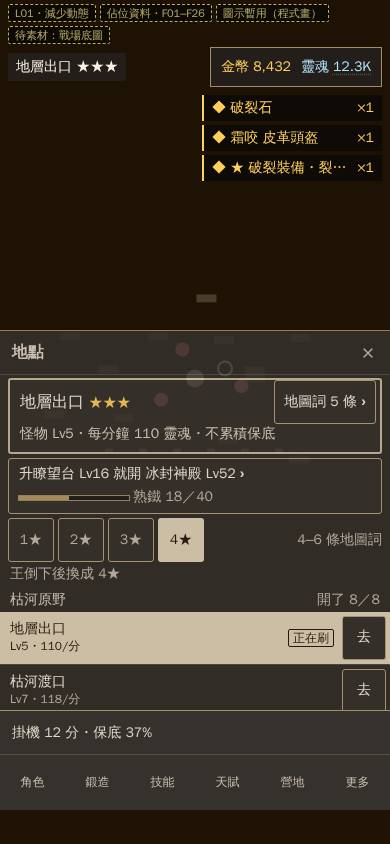 L01・減少動態 佔位資料・F01–F26 圖示暫用（程式畫）
待素材：戰場底圖
地層出口 ★★★
金幣 8,432 靈魂 12.3K
◆ 破裂石 ×1
◆ 霜咬 皮革頭盔 ×1
◆ ★ 破裂裝備・裂⋯ ×1
地點 ×
地層出口 ★★★
地圖詞 5 條 ›
怪物 Lv5・每分鐘 110 靈魂・不累積保底
升瞭望台 Lv16 就開 冰封神殿 Lv52 ›
熟鐵 18／40
1★ 2★ 3★ 4★ 4–6 條地圖詞
王倒下後換成 4★
枯河原野 開了 8／8
地層出口 正在刷 去
Lv5・110/分
枯河渡口 去
Lv7・118/分
掛機 12 分・保底 37%
角色 鍛造 技能 天賦 營地 更多